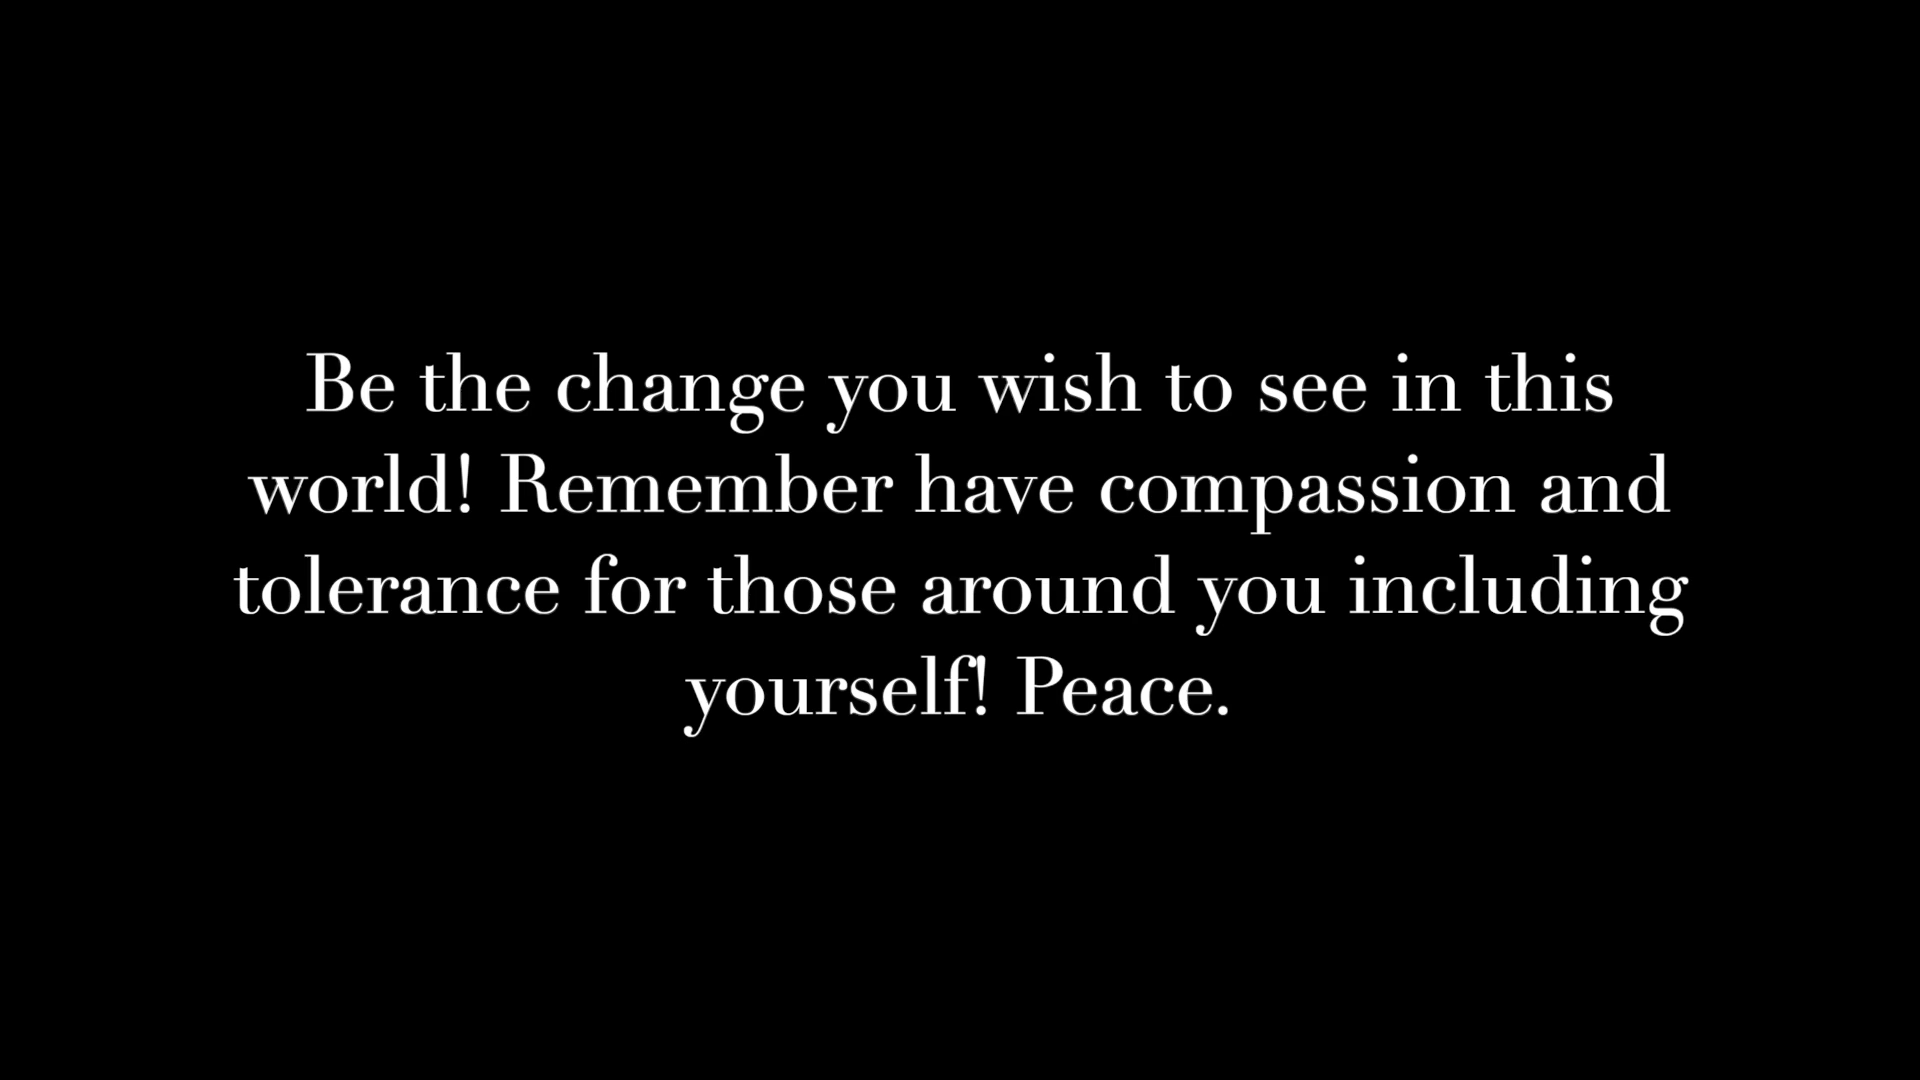 Be the change you wish to see in this
world! Remember have compassion and
tolerance for those around you including
yourself! Peace.